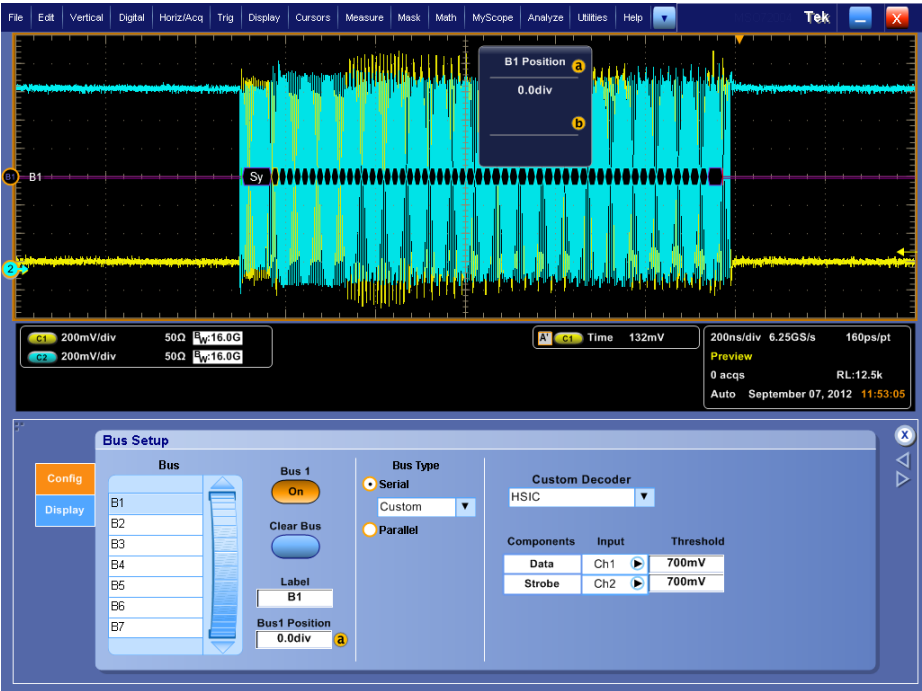 File Edit Vertical Digital Horiz/Acq Trig Display Cursors Measure Mask Math MyScope Analyze Utilities Help Tek X
B1 Position a
0.0div
b
B1 B1 Sy
2
C1 200mV/div 50Ω BW:16.0G
C2 200mV/div 50Ω BW:16.0G
A' C1 Time 132mV
200ns/div 6.25GS/s 160ps/pt
Preview
0 acqs RL:12.5k
Auto September 07, 2012 11:53:05
Bus Setup X
Config
Display
Bus
B1
B2
B3
B4
B5
B6
B7
Bus 1
On
Clear Bus
Label
B1
Bus1 Position
0.0div a
Bus Type
Serial
Custom
Parallel
Custom Decoder
HSIC
Components Input Threshold
Data Ch1 700mV
Strobe Ch2 700mV